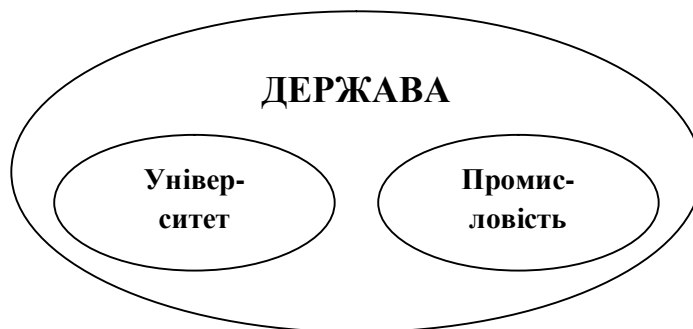 ДЕРЖАВА
Універ-
ситет
Промис-
ловість